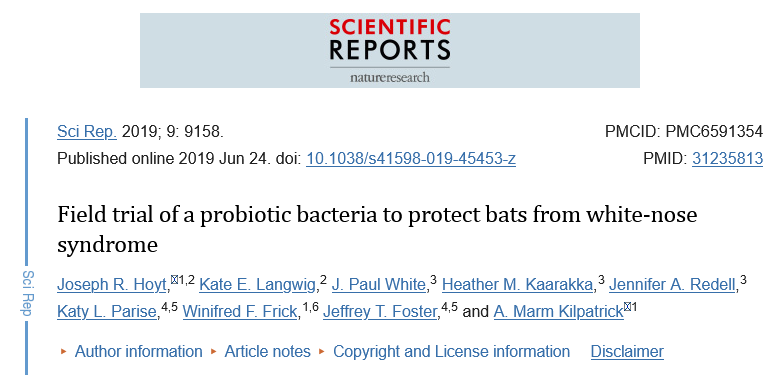 SCIENTIFIC
REPORTS
natureresearch
Sci Rep. 2019; 9: 9158.
PMCID: PMC6591354
Published online 2019 Jun 24. doi: 10.1038/s41598-019-45453-z
PMID: 31235813
Field trial of a probiotic bacteria to protect bats from white-nose
syndrome
Joseph R. Hoyt,1,2 Kate E. Langwig,2 J. Paul White,3 Heather M. Kaarakka,3 Jennifer A. Redell,3
Katy L. Parise,4,5 Winifred F. Frick,1,6 Jeffrey T. Foster,4,5 and A. Marm Kilpatrick1
Author information Article notes Copyright and License information Disclaimer
Sci Rep